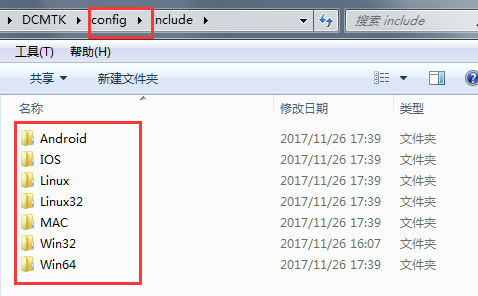 DCMTK config include 搜索 include
工具(T) 帮助(H)
共享 新建文件夹
名称 修改日期 类型
Android 2017/11/26 17:39 文件夹
IOS 2017/11/26 17:39 文件夹
Linux 2017/11/26 17:39 文件夹
Linux32 2017/11/26 17:39 文件夹
MAC 2017/11/26 17:39 文件夹
Win32 2017/11/26 16:07 文件夹
Win64 2017/11/26 17:39 文件夹